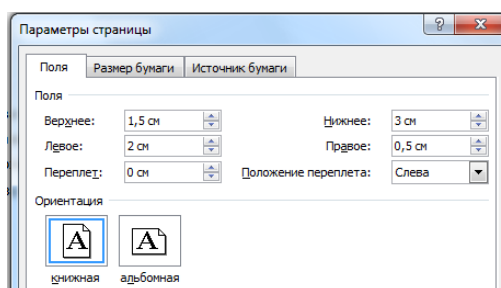 Параметры страницы
Поля Размер бумаги Источник бумаги
Поля
Верхнее: 1,5 см Нижнее: 3 см
Левое: 2 см Правое: 0,5 см
Переплет: 0 см Положение переплета: Слева
Ориентация
A A
книжная альбомная